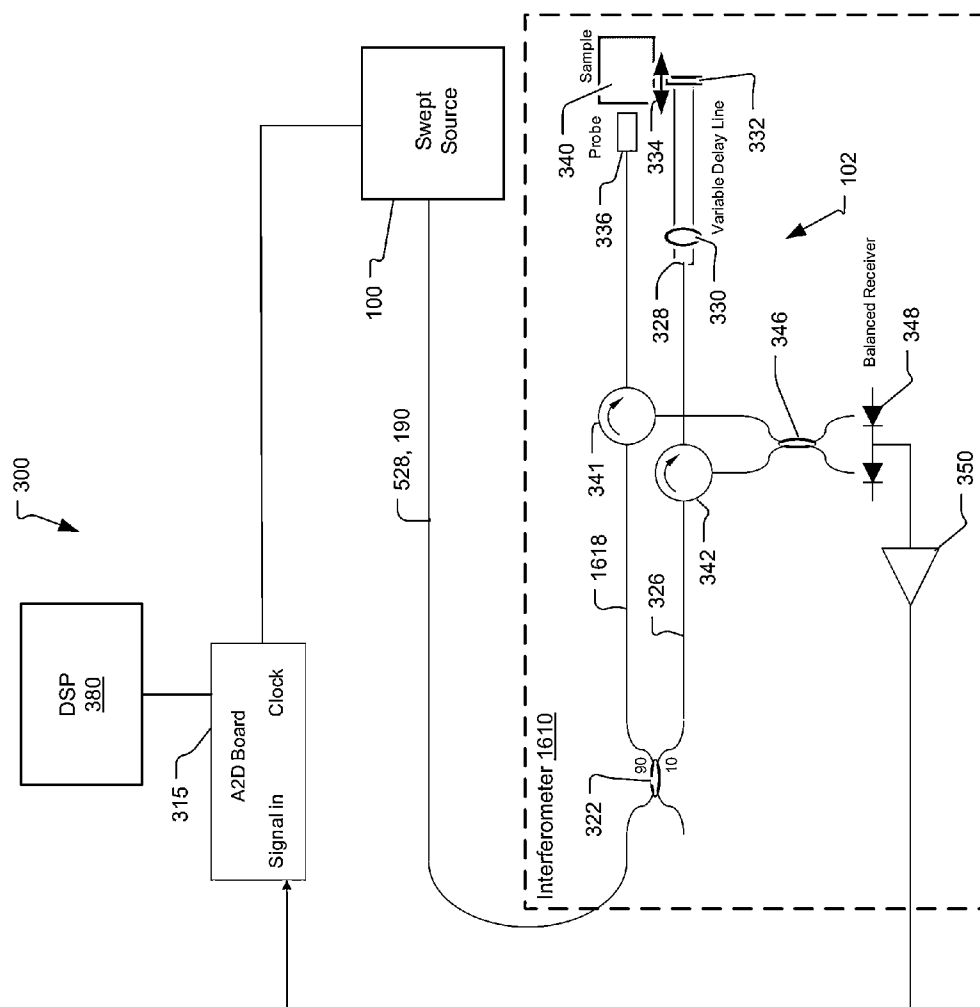 300
DSP
380
315
A2D Board
Signal in
Clock
Swept
Source
100
528, 190
Interferometer 1610
322
90
10
1618
326
341
342
340
Sample
Probe
336
334
332
328
330
Variable Delay Line
102
346
Balanced Receiver
348
350